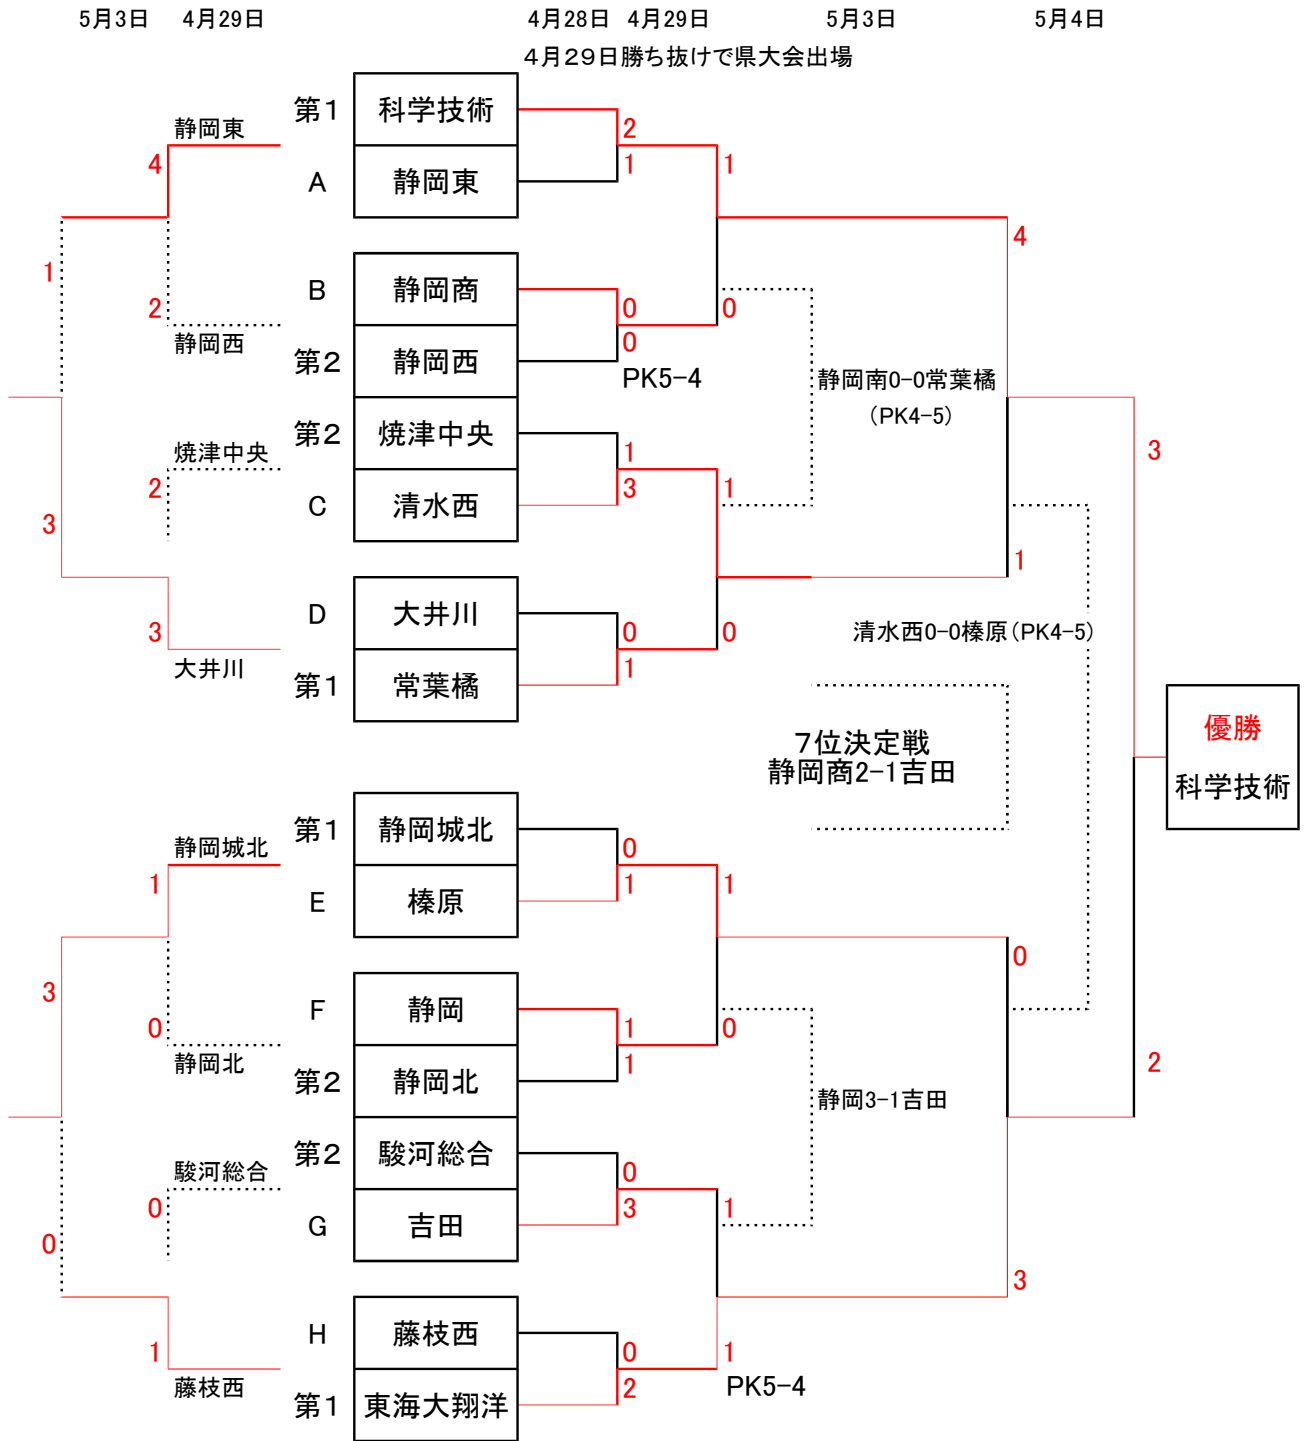 5月3日 4月29日 4月28日 4月29日 5月3日 5月4日
4月29日勝ち抜けで県大会出場
第1 科学技術
静岡東
2
4
1
1
A 静岡東
4
1
B 静岡商
2
0
0
静岡西
0
第2 静岡西
PK5-4
静岡南0-0常葉橘
(PK4-5)
第2 焼津中央
焼津中央
1
3
2
3
1
C 清水西
3
1
D 大井川
3
0
0
清水西0-0榛原(PK4-5)
大井川
1
第1 常葉橘
7位決定戦
静岡商2-1吉田
優勝
科学技術
第1 静岡城北
静岡城北
0
1
1
1
E 榛原
0
3
F 静岡
0
1
0
静岡北
1
2
第2 静岡北
静岡3-1吉田
第2 駿河総合
駿河総合
0
0
3
1
G 吉田
0
3
H 藤枝西
1
0
1
藤枝西
2
PK5-4
第1 東海大翔洋